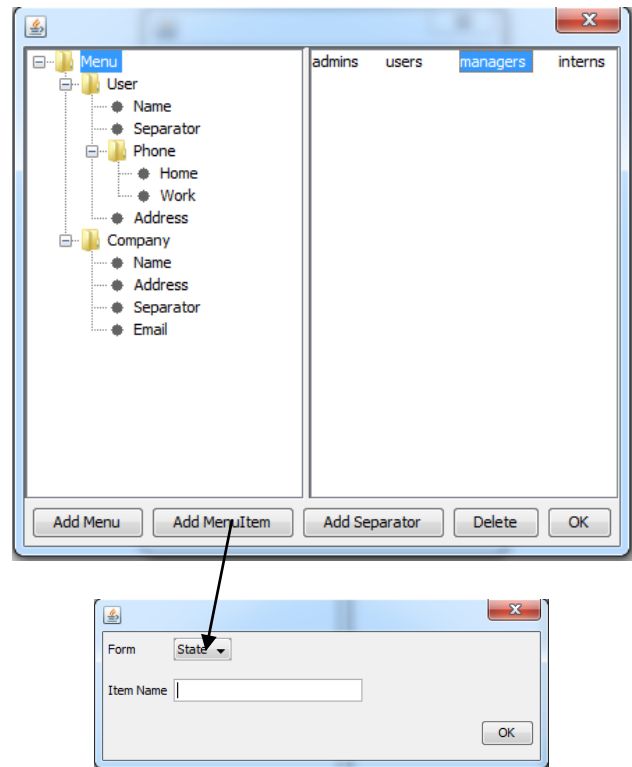 Menu
User
Name
Separator
Phone
Home
Work
Address
Company
Name
Address
Separator
Email
admins users managers interns
Add Menu Add MenuItem Add Separator Delete OK
Form State
Item Name
OK